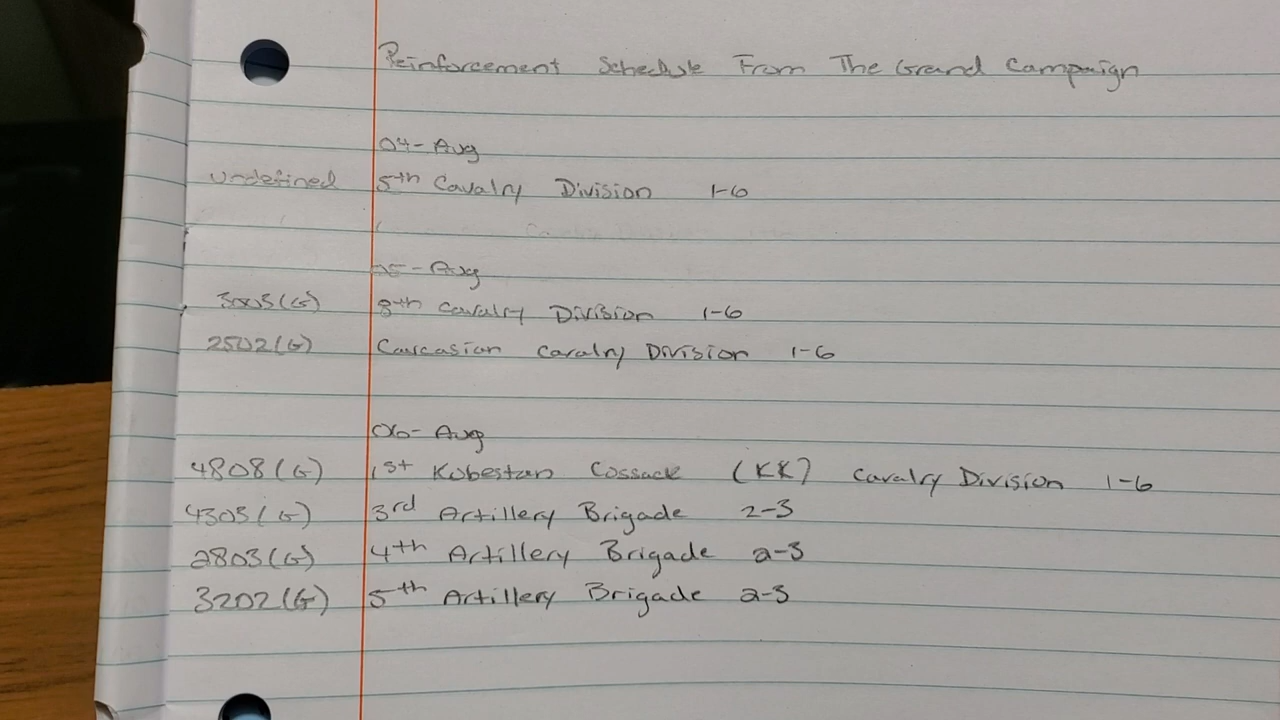 Reinforcement Schedule From The Grand Campaign
04-Aug
undefined 5th Cavalry Division 1-6
05-Aug
3003(G) 8th Cavalry Division 1-6
2502(G) Caucasian Cavalry Division 1-6
06-Aug
4808(G) 1st Kubestan Cossack (KK) Cavalry Division 1-6
4303(G) 3rd Artillery Brigade 2-3
2803(G) 4th Artillery Brigade 2-3
3202(G) 5th Artillery Brigade 2-3